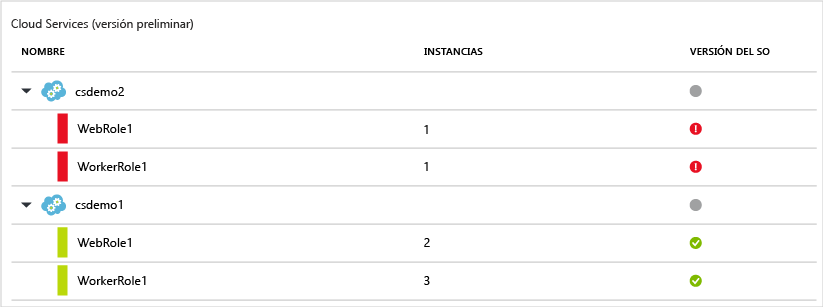 Cloud Services (versión preliminar)
NOMBRE INSTANCIAS VERSIÓN DEL SO
csdemo2
WebRole1 1
WorkerRole1 1
csdemo1
WebRole1 2
WorkerRole1 3